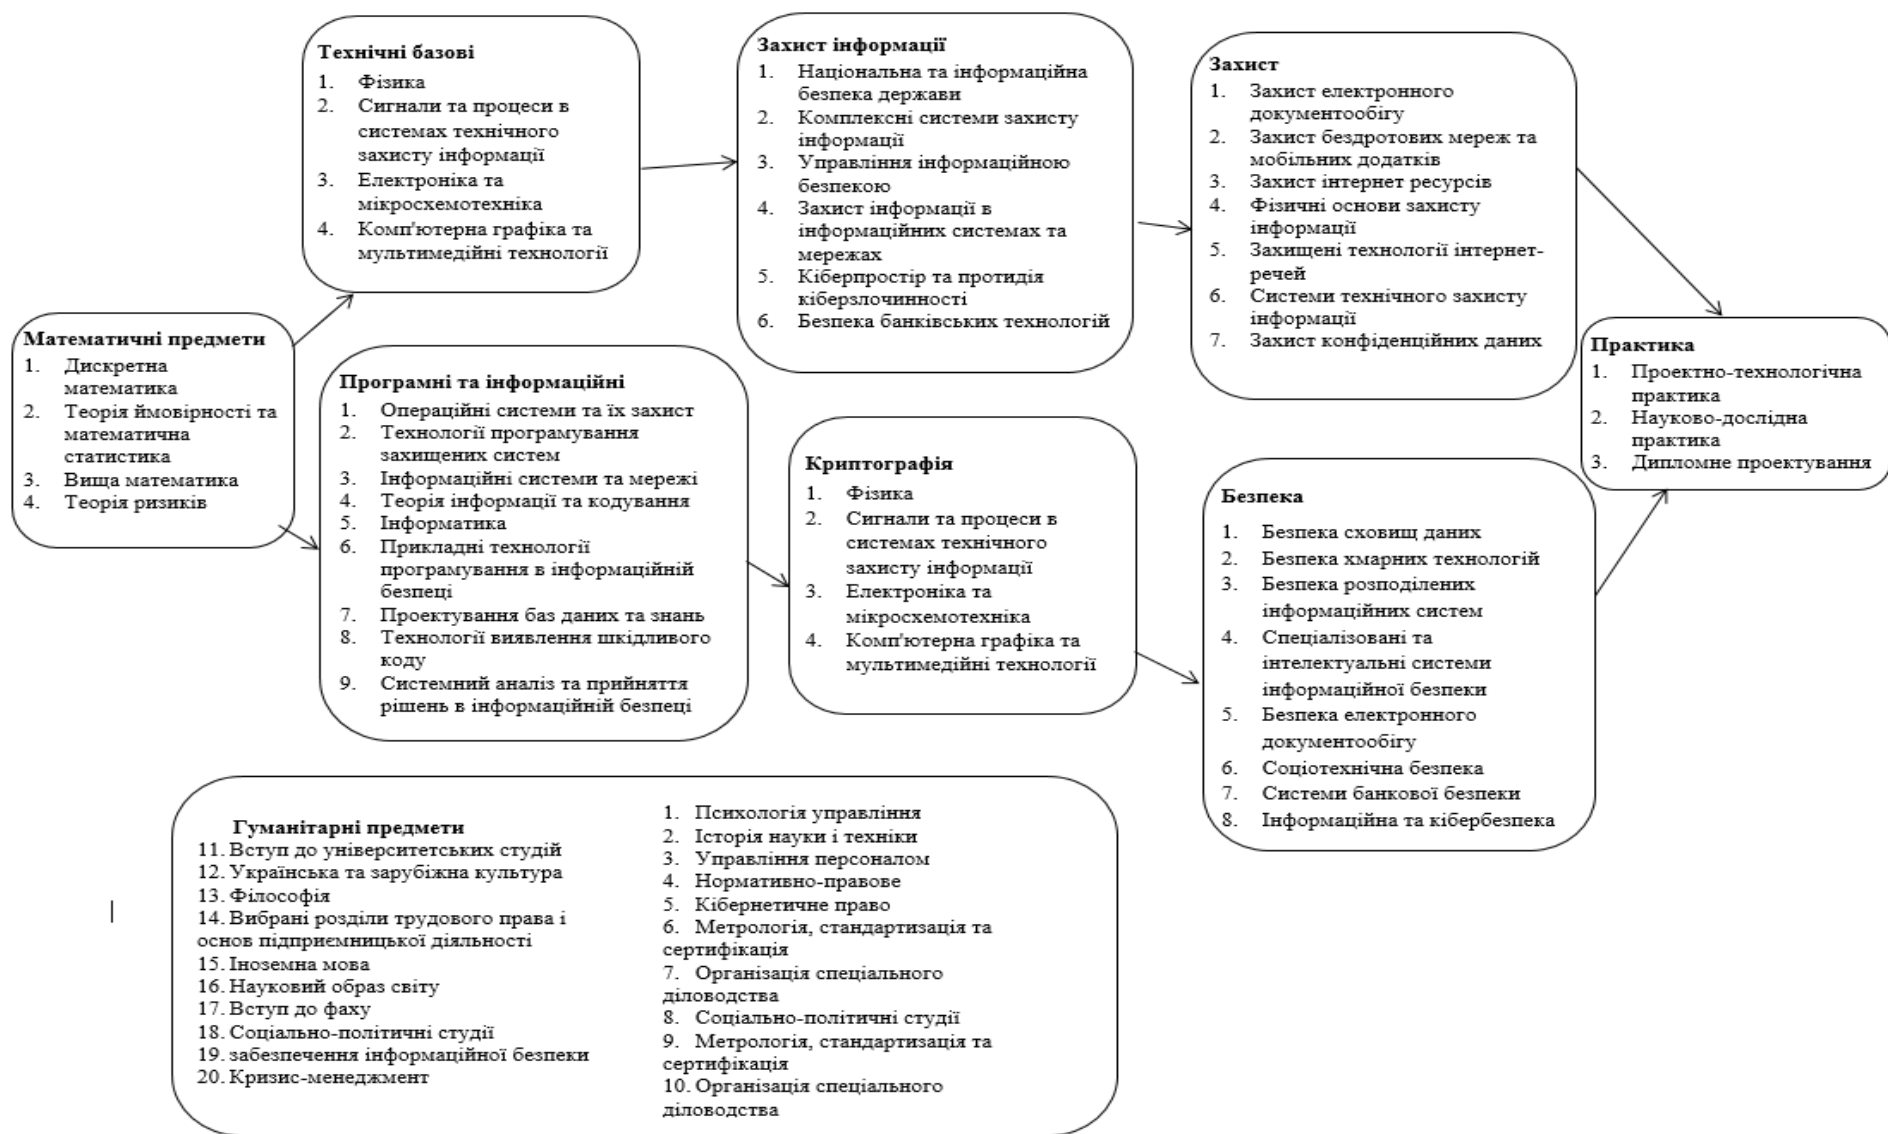 Технічні базові
1. Фізика
2. Сигнали та процеси в
системах технічного
захисту інформації
3. Електроніка та
мікросхемотехніка
4. Комп'ютерна графіка та
мультимедійні технології
Захист інформації
1. Національна та інформаційна
безпека держави
2. Комплексні системи захисту
інформації
3. Управління інформаційною
безпекою
4. Захист інформації в
інформаційних системах та
мережах
5. Кіберпростір та протидія
кіберзлочинності
6. Безпека банківських технологій
Захист
1. Захист електронного
документообігу
2. Захист бездротових мереж та
мобільних додатків
3. Захист інтернет ресурсів
4. Фізичні основи захисту
інформації
5. Захищені технології інтернет-
речей
6. Системи технічного захисту
інформації
7. Захист конфіденційних даних
Математичні предмети
1. Дискретна
математика
2. Теорія ймовірності та
математична
статистика
3. Вища математика
4. Теорія ризиків
Програмні та інформаційні
1. Операційні системи та їх захист
2. Технології програмування
захищених систем
3. Інформаційні системи та мережі
4. Теорія інформації та кодування
5. Інформатика
6. Прикладні технології
програмування в інформаційній
безпеці
7. Проектування баз даних та знань
8. Технології виявлення шкідливого
коду
9. Системний аналіз та прийняття
рішень в інформаційній безпеці
Криптографія
1. Фізика
2. Сигнали та процеси в
системах технічного
захисту інформації
3. Електроніка та
мікросхемотехніка
4. Комп'ютерна графіка та
мультимедійні технології
Практика
1. Проектно-технологічна
практика
2. Науково-дослідна
практика
3. Дипломне проектування
Безпека
1. Безпека сховищ даних
2. Безпека хмарних технологій
3. Безпека розподілених
інформаційних систем
4. Спеціалізовані та
інтелектуальні системи
інформаційної безпеки
5. Безпека електронного
документообігу
6. Соціотехнічна безпека
7. Системи банкової безпеки
8. Інформаційна та кібербезпека
Гуманітарні предмети
11. Вступ до університетських студій
12. Українська та зарубіжна культура
13. Філософія
14. Вибрані розділи трудового права і
основ підприємницької діяльності
15. Іноземна мова
16. Науковий образ світу
17. Вступ до фаху
18. Соціально-політичні студії
19. забезпечення інформаційної безпеки
20. Кризис-менеджмент
1. Психологія управління
2. Історія науки і техніки
3. Управління персоналом
4. Нормативно-правове
5. Кібернетичне право
6. Метрологія, стандартизація та
сертифікація
7. Організація спеціального
діловодства
8. Соціально-політичні студії
9. Метрологія, стандартизація та
сертифікація
10. Організація спеціального
діловодства